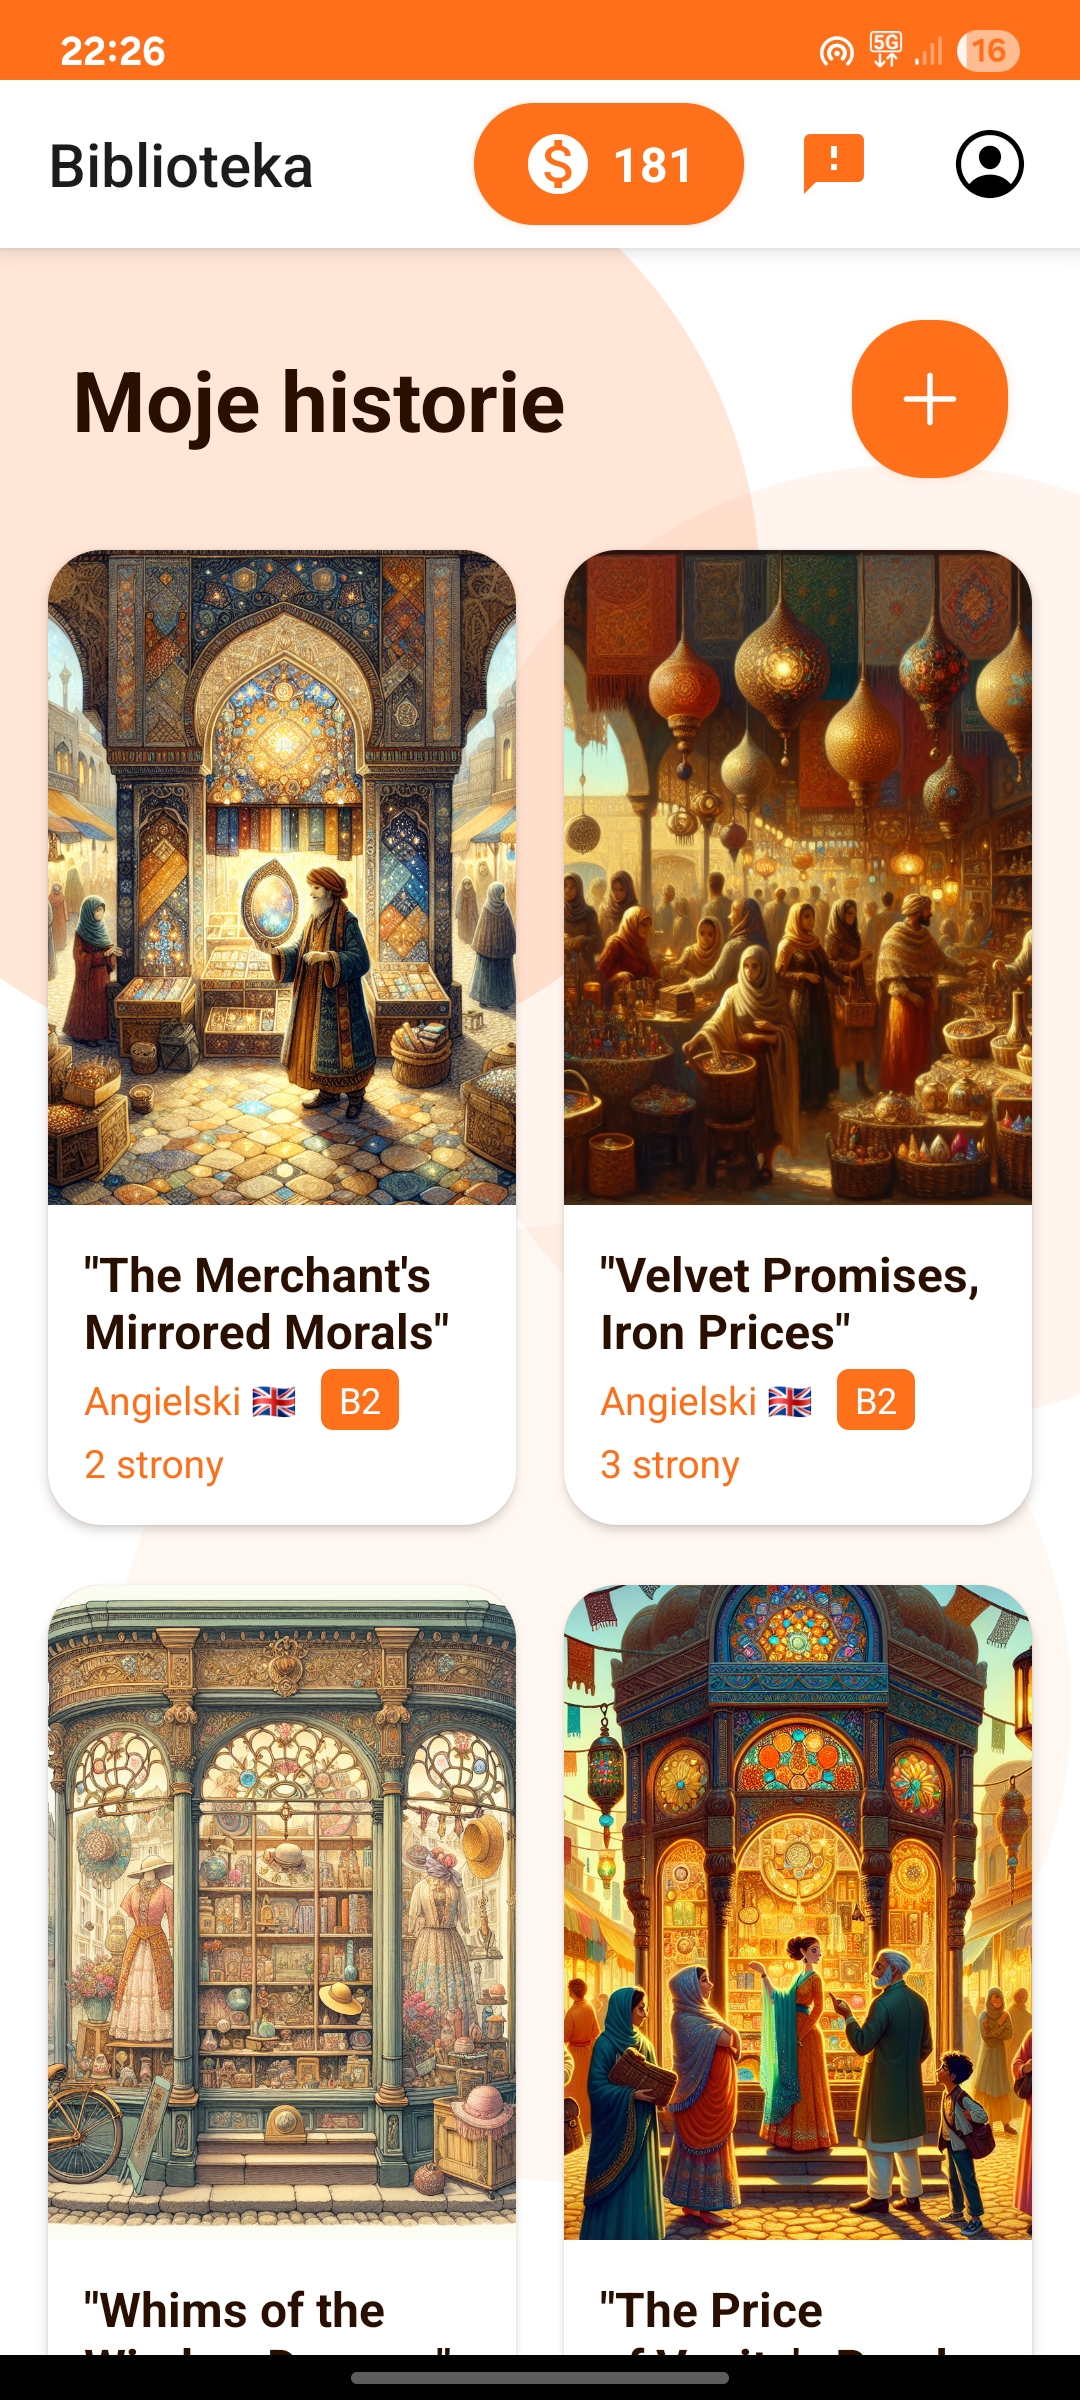 22:26
5G
16
Biblioteka
$ 181
Moje historie
"The Merchant's
Mirrored Morals"
Angielski 🇬🇧 B2
2 strony
"Velvet Promises,
Iron Prices"
Angielski 🇬🇧 B2
3 strony
"Whims of the
"The Price